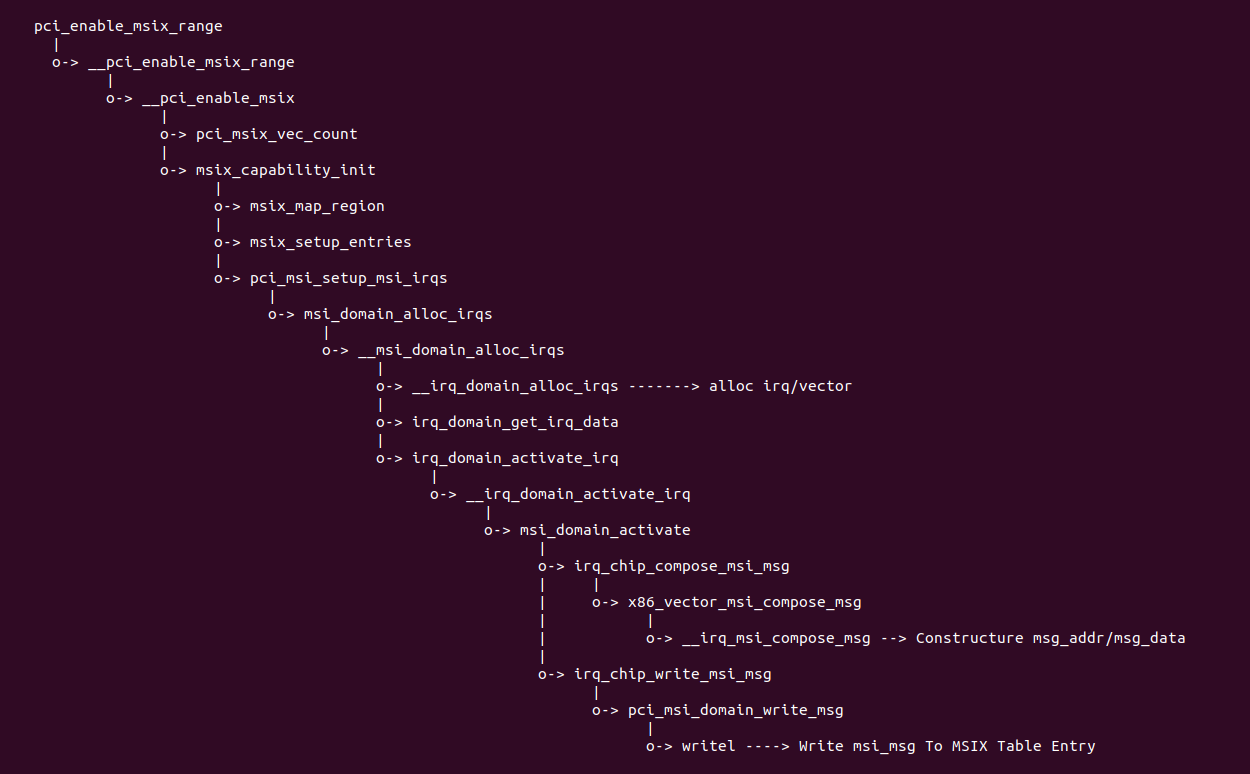 pci_enable_msix_range
  |
  o-> __pci_enable_msix_range
        |
        o-> __pci_enable_msix
              |
              o-> pci_msix_vec_count
              |
              o-> msix_capability_init
                    |
                    o-> msix_map_region
                    |
                    o-> msix_setup_entries
                    |
                    o-> pci_msi_setup_msi_irqs
                          |
                          o-> msi_domain_alloc_irqs
                                |
                                o-> __msi_domain_alloc_irqs
                                      |
                                      o-> __irq_domain_alloc_irqs -------> alloc irq/vector
                                      |
                                      o-> irq_domain_get_irq_data
                                      |
                                      o-> irq_domain_activate_irq
                                            |
                                            o-> __irq_domain_activate_irq
                                                  |
                                                  o-> msi_domain_activate
                                                        |
                                                        o-> irq_chip_compose_msi_msg
                                                        |     |
                                                        |     o-> x86_vector_msi_compose_msg
                                                        |           |
                                                        |           o-> __irq_msi_compose_msg --> Constructure msg_addr/msg_data
                                                        |
                                                        o-> irq_chip_write_msi_msg
                                                              |
                                                              o-> pci_msi_domain_write_msg
                                                                    |
                                                                    o-> writel ----> Write msi_msg To MSIX Table Entry